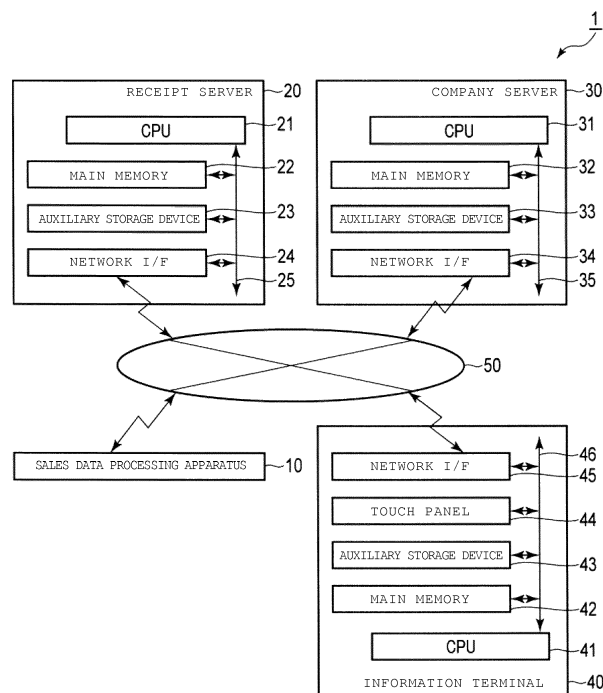 1
RECEIPT SERVER 20
CPU 21
MAIN MEMORY 22
AUXILIARY STORAGE DEVICE 23
NETWORK I/F 24
25
COMPANY SERVER 30
CPU 31
MAIN MEMORY 32
AUXILIARY STORAGE DEVICE 33
NETWORK I/F 34
35
50
SALES DATA PROCESSING APPARATUS 10
46
NETWORK I/F 45
TOUCH PANEL 44
AUXILIARY STORAGE DEVICE 43
MAIN MEMORY 42
CPU 41
INFORMATION TERMINAL 40